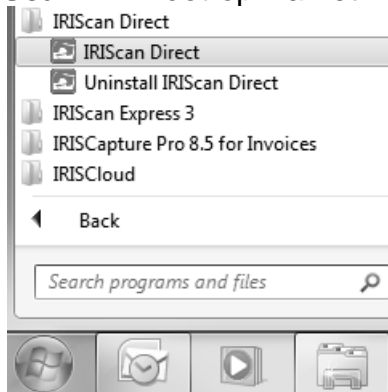 IRIScan Direct
IRIScan Direct
Uninstall IRIScan Direct
IRIScan Express 3
IRISCapture Pro 8.5 for Invoices
IRISCloud
Back
Search programs and files